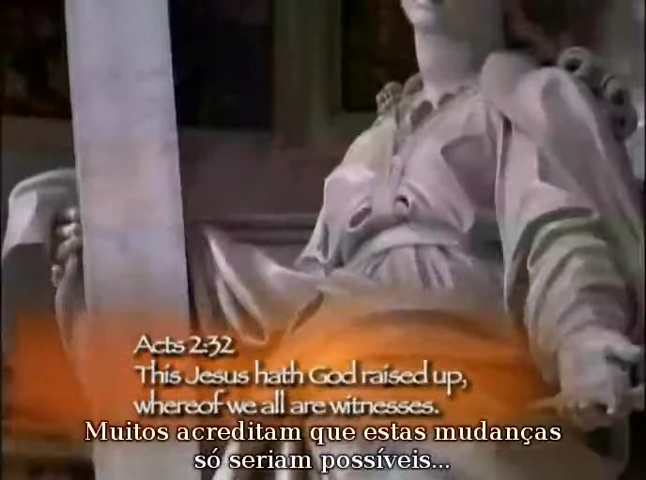 Acts 2:32
This Jesus hath God raised up,
whereof we all are witnesses.
Muitos acreditam que estas mudanças
só seriam possíveis...